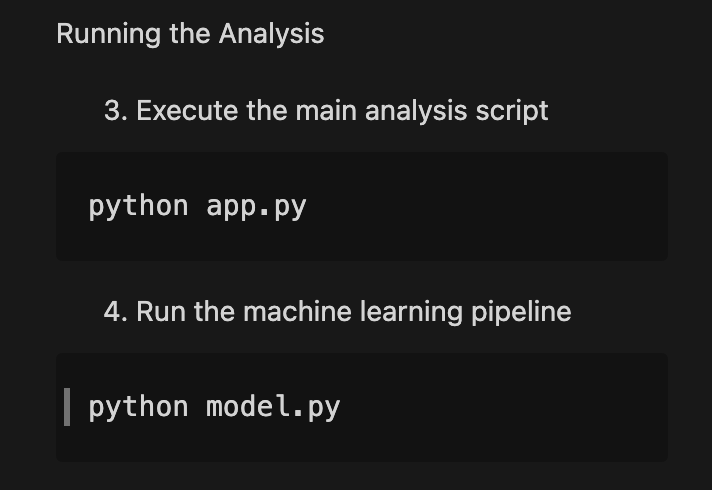 Running the Analysis
3. Execute the main analysis script
python app.py
4. Run the machine learning pipeline
python model.py